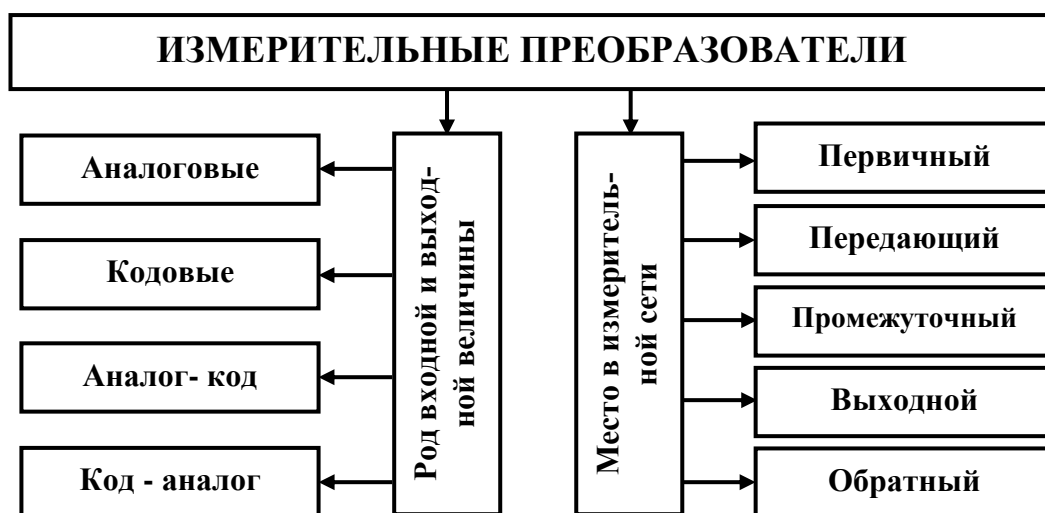 ИЗМЕРИТЕЛЬНЫЕ ПРЕОБРАЗОВАТЕЛИ
Аналоговые
Кодовые
Аналог- код
Код - аналог
Род входной и выход-
ной величины
Место в измеритель-
ной сети
Первичный
Передающий
Промежуточный
Выходной
Обратный